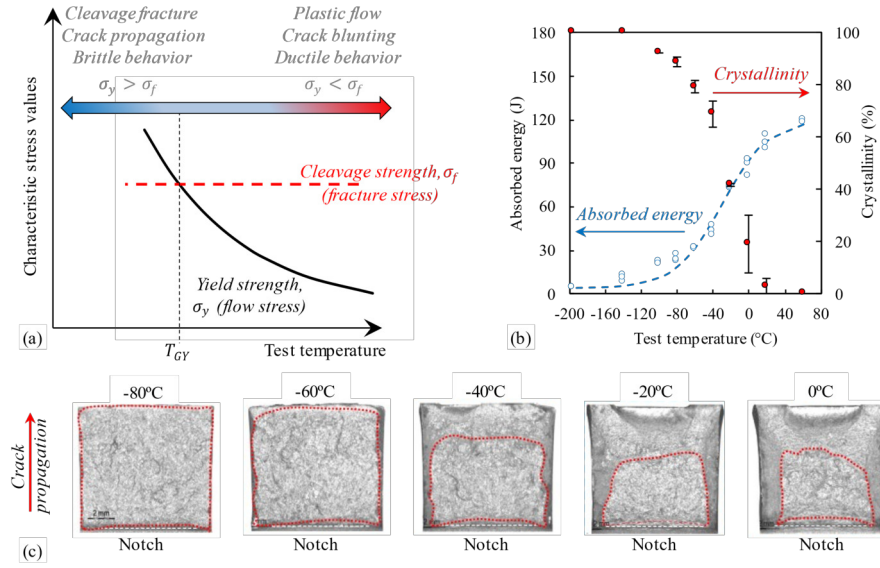 Cleavage fracture
Crack propagation
Brittle behavior
σy > σf
Plastic flow
Crack blunting
Ductile behavior
σy < σf
Characteristic stress values
Cleavage strength, σf
(fracture stress)
Yield strength,
σy (flow stress)
(a)
TGY
Test temperature
Absorbed energy (J)
180
150
120
90
60
30
0
Crystallinity
Absorbed energy
100
80
60
40
20
0
Crystallinity (%)
-200 -160 -120 -80 -40 0 40 80
Test temperature (°C)
(b)
-80ºC
-60ºC
-40ºC
-20ºC
0ºC
Crack
propagation
2 mm
Notch
Notch
Notch
Notch
Notch
(c)